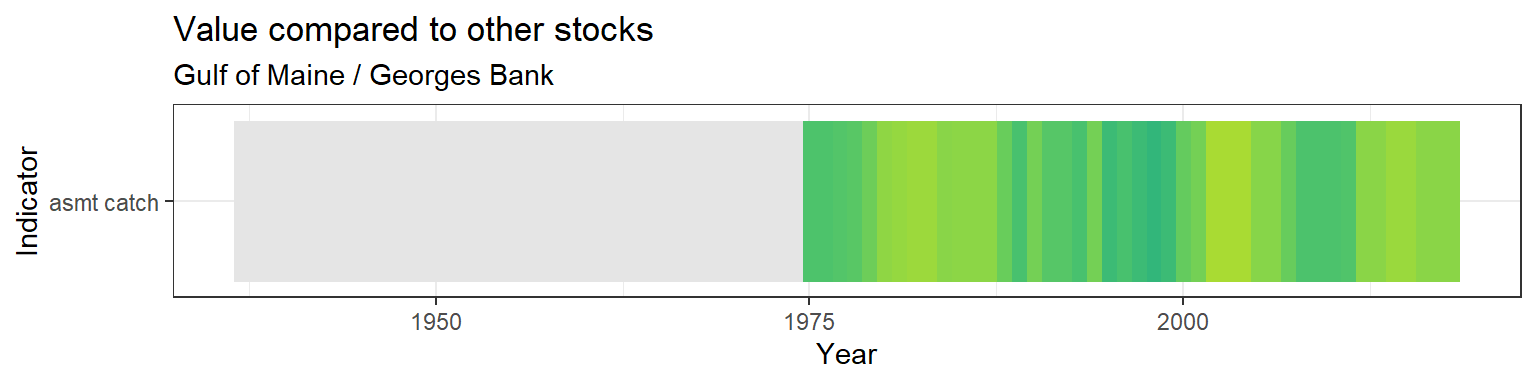 Value compared to other stocks
Gulf of Maine / Georges Bank
Indicator
asmt catch
1950
1975
2000
Year